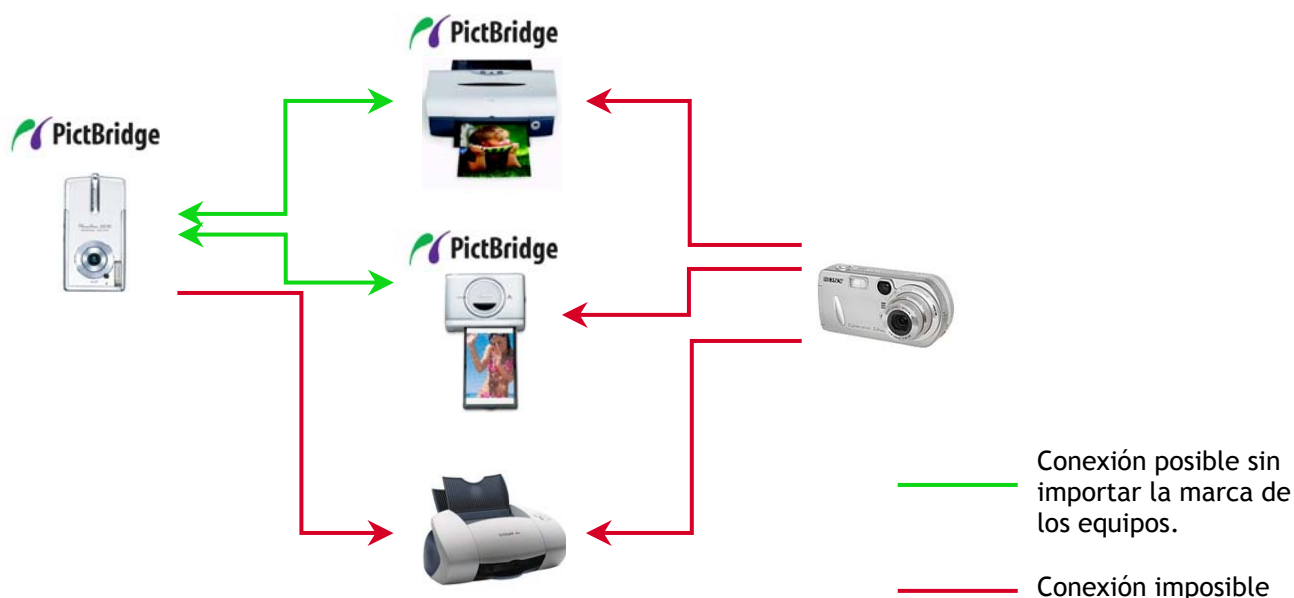 PictBridge
PictBridge
PictBridge
Conexión posible sin
importar la marca de
los equipos.
Conexión imposible